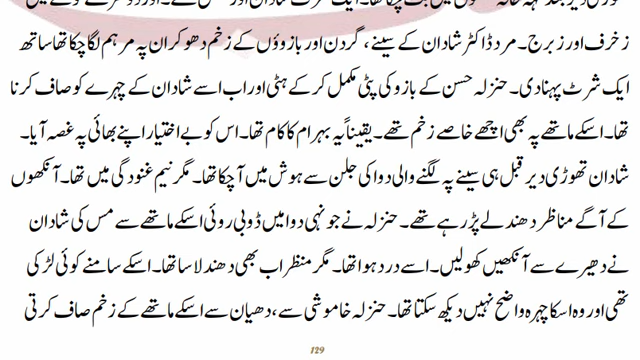 زخرف اور زبرج۔ مرد ڈاکٹر شادان کے سینے، گردن اور بازوؤں کے زخم دھو کر ان پہ مرہم لگا چکا تھا ساتھ
ایک شرٹ پہنا دی۔ حنزلہ حسن کے بازو کی پٹی مکمل کر کے ہٹی اور اب اسے شادان کے چہرے کو صاف کرنا
تھا۔ اسکے ماتھے پہ بھی اچھے خاصے زخم تھے۔ یقیناً یہ بہرام کا کام تھا۔ اس کو بے اختیار اپنے بھائی پہ غصہ آیا۔
شادان تھوڑی دیر قبل ہی سینے پہ لگنے والی دوا کی جلن سے ہوش میں آ چکا تھا۔ مگر نیم غنودگی میں تھا۔ آنکھوں
کے آگے مناظر دھندلے پڑ رہے تھے۔ حنزلہ نے جونہی دوا میں ڈوبی روئی اسکے ماتھے سے مس کی شادان
نے دھیرے سے آنکھیں کھولیں۔ اسے درد ہوا تھا۔ مگر منظر اب بھی دھندلا سا تھا۔ اسکے سامنے کوئی لڑکی
تھی اور وہ اسکا چہرہ واضح نہیں دیکھ سکتا تھا۔ حنزلہ خاموشی سے، دھیان سے اسکے ماتھے کے زخم صاف کرتی
129